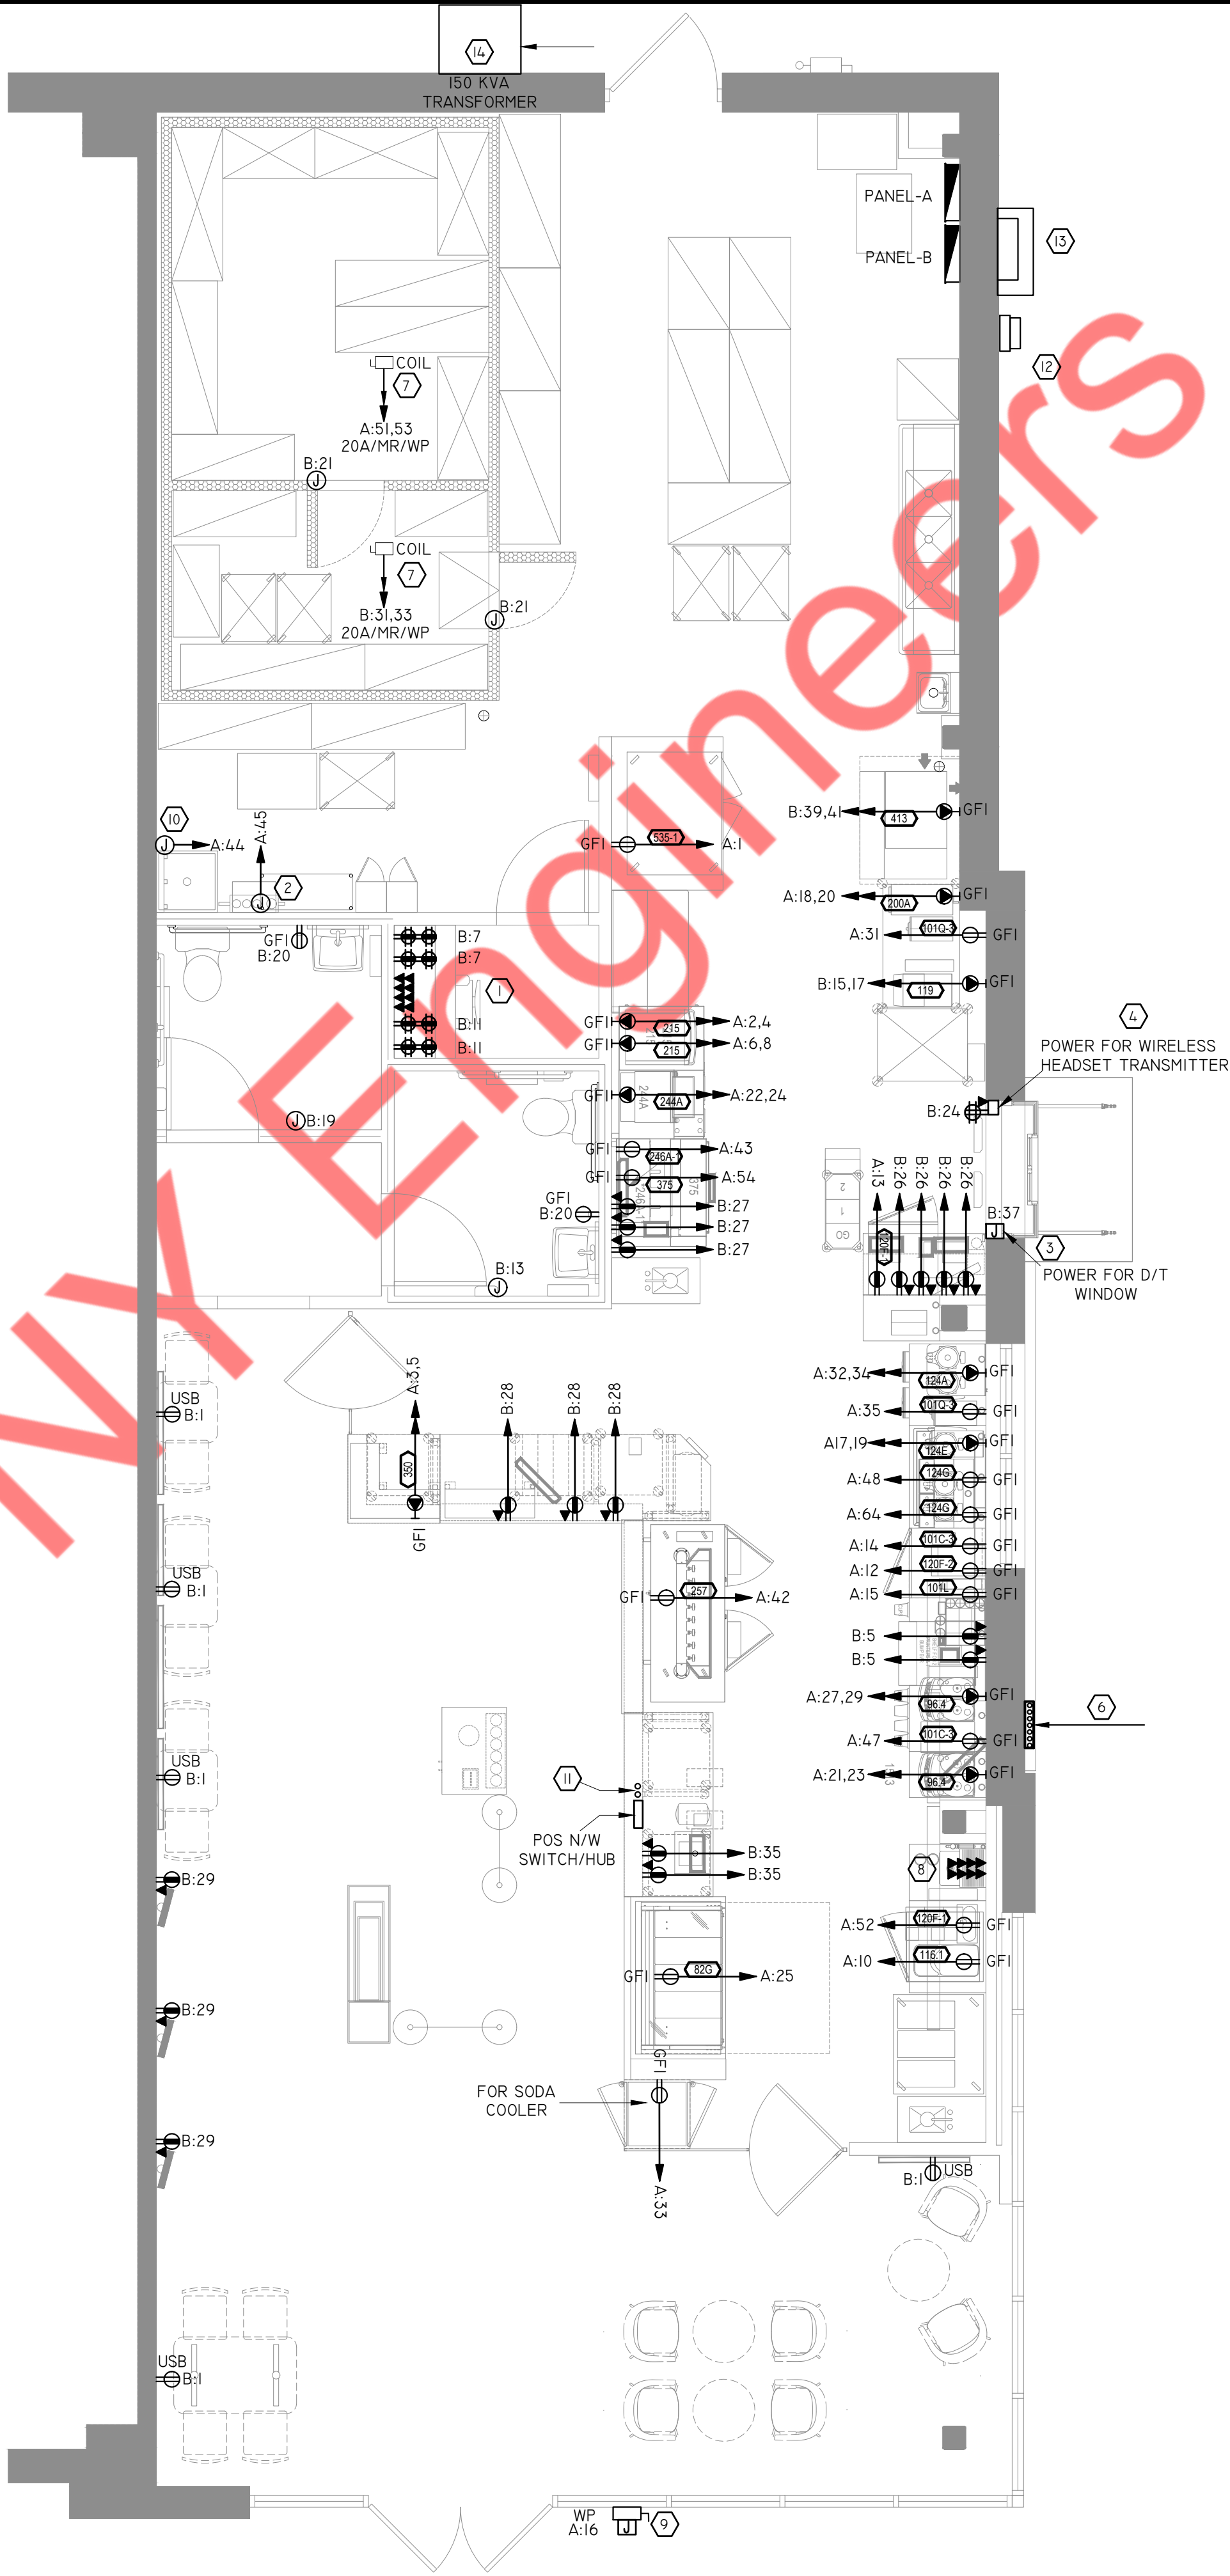 14
150 KVA
TRANSFORMER
PANEL-A
13
PANEL-B
12
COIL
7
A:51,53
20A/MR/WP
B:21
COIL
7
B:31,33
20A/MR/WP
B:21
NY Engineers
10
A:44
A:45
2
J
GFI
B:20
GFI
535-1
A:1
B:39,41
413
GFI
A:18,20
200A
GFI
A:31
101Q-3
GFI
B:15,17
119
GFI
B:7
B:7
1
B:11
B:11
GFI
215
A:2,4
GFI
215
A:6,8
GFI
244A
A:22,24
GFI
246A-1
A:43
GFI
375
A:54
B:27
B:27
B:27
J
B:19
GFI
B:20
B:13
J
4
POWER FOR WIRELESS
HEADSET TRANSMITTER
B:24
A:13
B:26
B:26
B:26
B:26
2
1
GO
120F-1
B:37
J
3
POWER FOR D/T
WINDOW
USB
B:1
USB
B:1
USB
B:1
A:3,5
350
GFI
B:28
B:28
B:28
A:32,34
124A
GFI
A:35
101Q-3
GFI
A17,19
124E
GFI
A:48
124G
GFI
A:64
124G
GFI
A:14
101C-3
GFI
A:12
120F-2
GFI
A:15
101L
GFI
B:5
B:5
A:27,29
96.4
GFI
A:47
101C-3
GFI
A:21,23
96.4
GFI
6
GFI
257
A:42
11
POS N/W
SWITCH/HUB
B:35
B:35
8
B:29
B:29
B:29
A:52
120F-1
GFI
A:10
116.1
GFI
GFI
82G
A:25
GFI
FOR SODA
COOLER
A:33
B:1
USB
USB
B:1
WP
A:16
J
9